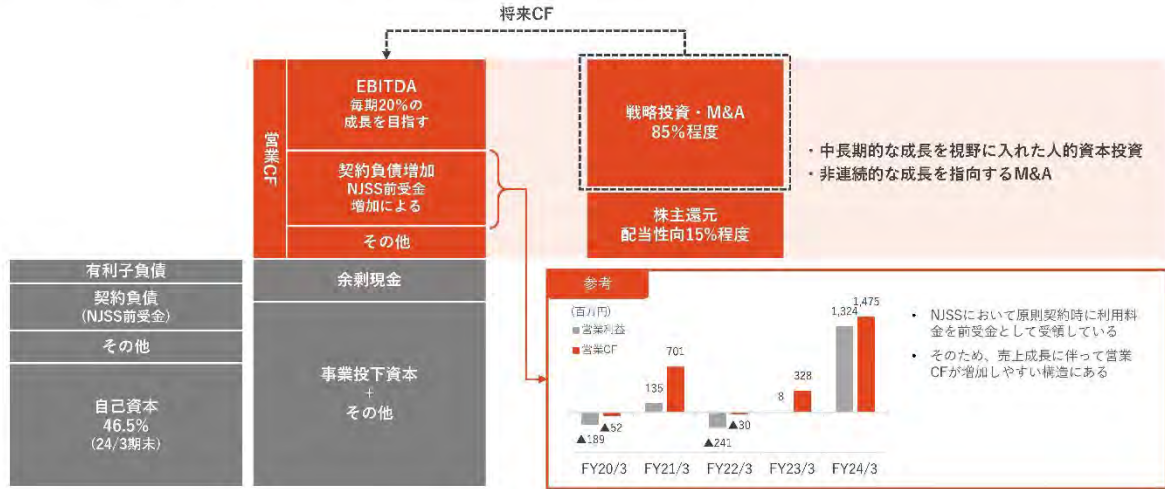 将来CF
営業CF
EBITDA
毎期20%の
成長を目指す
契約負債増加
NJSS前受金
増加による
その他
戦略投資・M&A
85%程度
株主還元
配当性向15%程度
・中長期的な成長を視野に入れた人的資本投資
・非連続的な成長を指向するM&A
有利子負債
契約負債
(NJSS前受金)
その他
自己資本
46.5%
(24/3期末)
余剰現金
事業投下資本
+
その他
参考
(百万円)
営業利益
営業CF
▲189
▲52
135
701
▲241
▲30
8
328
1,324
1,475
FY20/3
FY21/3
FY22/3
FY23/3
FY24/3
• NJSSにおいて原則契約時に利用料
金を前受金として受領している
• そのため、売上成長に伴って営業
CFが増加しやすい構造にある